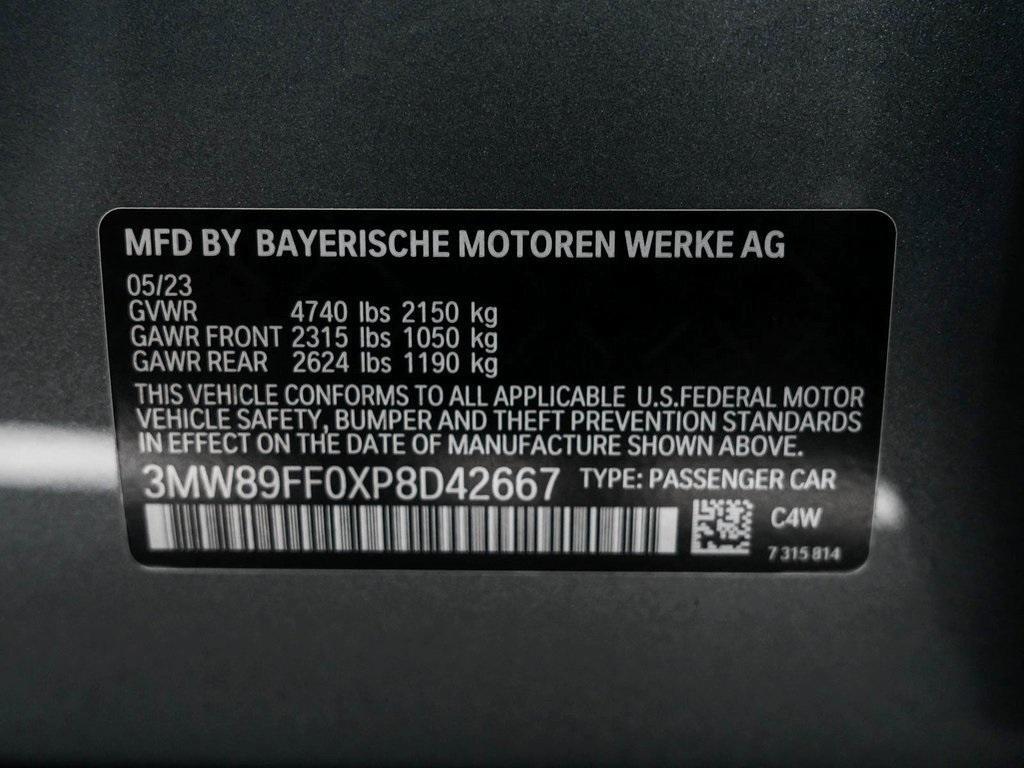 MFD BY BAYERISCHE MOTOREN WERKE AG
05/23
GVWR 4740 lbs 2150 kg
GAWR FRONT 2315 lbs 1050 kg
GAWR REAR 2624 lbs 1190 kg
THIS VEHICLE CONFORMS TO ALL APPLICABLE U.S.FEDERAL MOTOR
VEHICLE SAFETY, BUMPER AND THEFT PREVENTION STANDARDS
IN EFFECT ON THE DATE OF MANUFACTURE SHOWN ABOVE.
3MW89FF0XP8D42667 TYPE: PASSENGER CAR
C4W
7 315 814